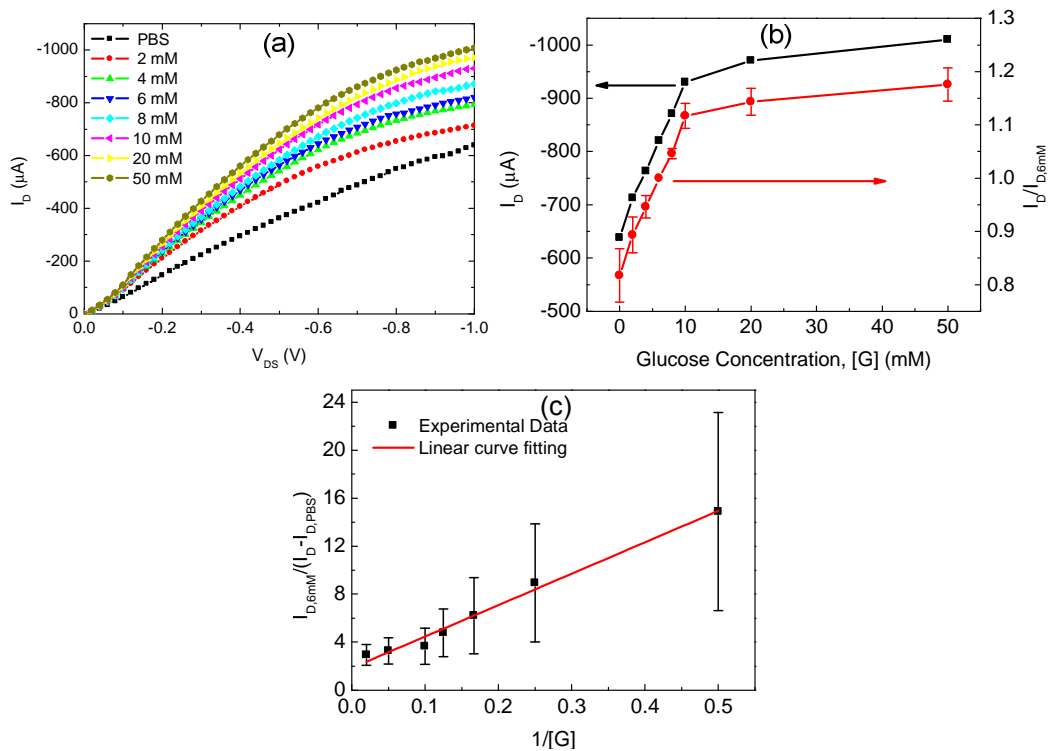 (a)
PBS
2 mM
4 mM
6 mM
8 mM
10 mM
20 mM
50 mM
-1000
-800
-600
-400
-200
0
I_D (μA)
0.0 -0.2 -0.4 -0.6 -0.8 -1.0
V_DS (V)
(b)
-1000
-900
-800
-700
-600
-500
I_D (μA)
1.3
1.2
1.1
1.0
0.9
0.8
I_D/I_D,6mM
0 10 20 30 40 50
Glucose Concentration, [G] (mM)
(c)
Experimental Data
Linear curve fitting
24
20
16
12
8
4
0
I_D,6mM/(I_D-I_D,PBS)
0.0 0.1 0.2 0.3 0.4 0.5
1/[G]